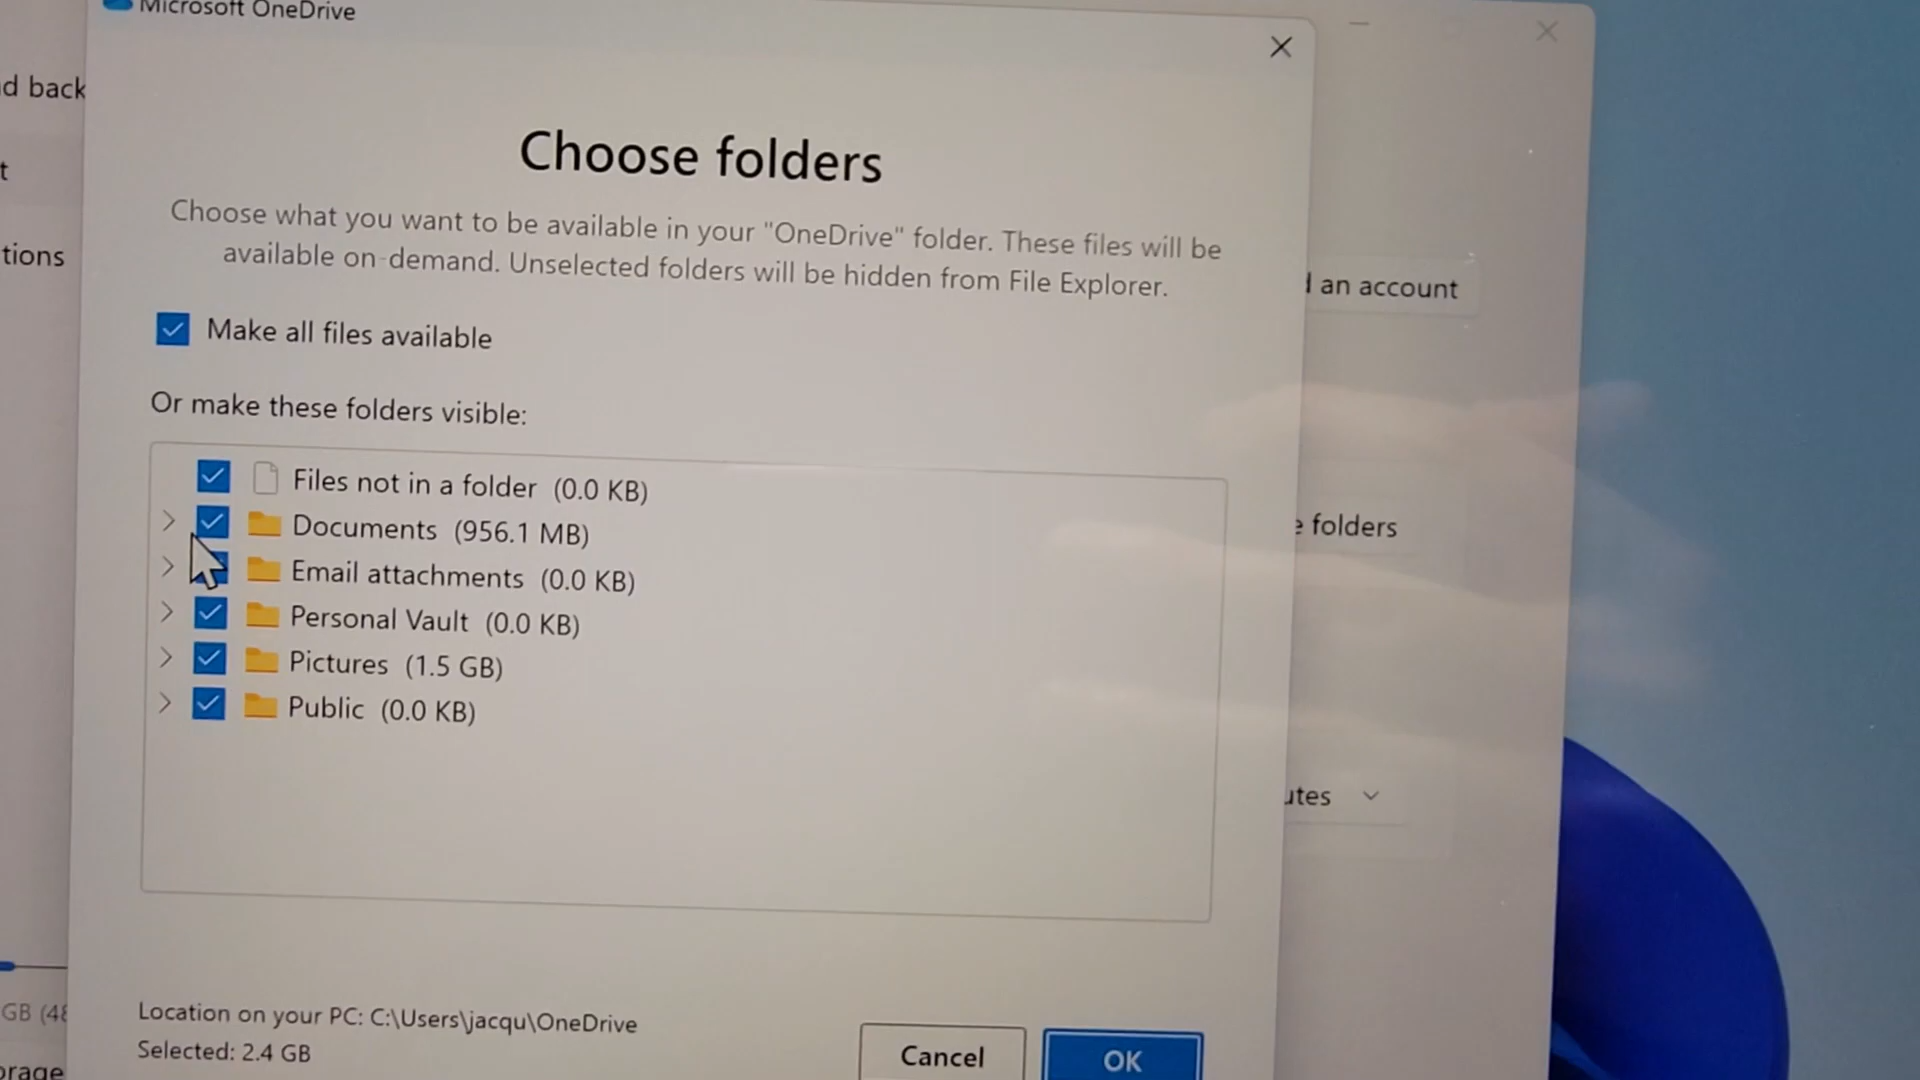 Microsoft OneDrive
d back
t
tions
Choose folders
Choose what you want to be available in your "OneDrive" folder. These files will be
available on-demand. Unselected folders will be hidden from File Explorer.
Make all files available
an account
Or make these folders visible:
Files not in a folder (0.0 KB)
Documents (956.1 MB)
folders
Email attachments (0.0 KB)
Personal Vault (0.0 KB)
Pictures (1.5 GB)
Public (0.0 KB)
utes
GB (48
Location on your PC: C:\Users\jacqu\OneDrive
Selected: 2.4 GB
orage
Cancel
OK